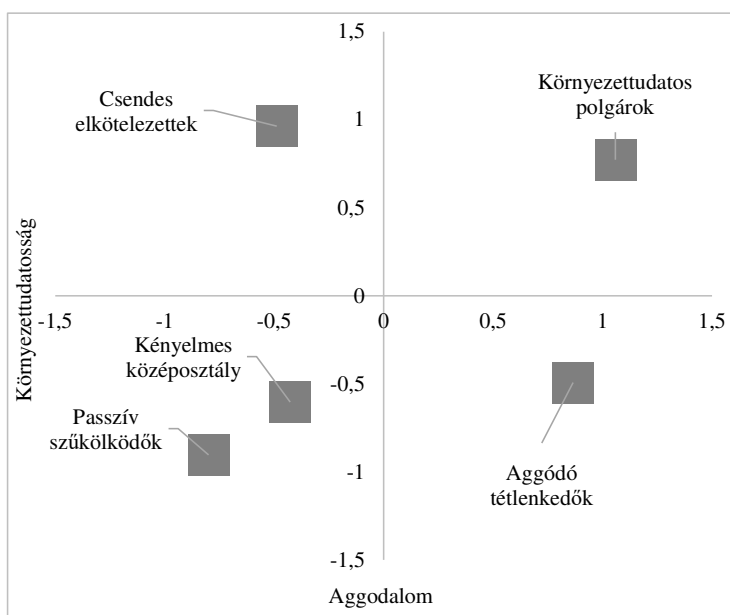 1,5
Csendes
elkötelezettek
Környezettudatos
polgárok
1
0,5
Környezettudatosság
0
-1,5
-1
-0,5
0
0,5
1
1,5
Kényelmes
középosztály
-0,5
Passzív
szűkölködők
-1
Aggódó
tétlenkedők
-1,5
Aggodalom